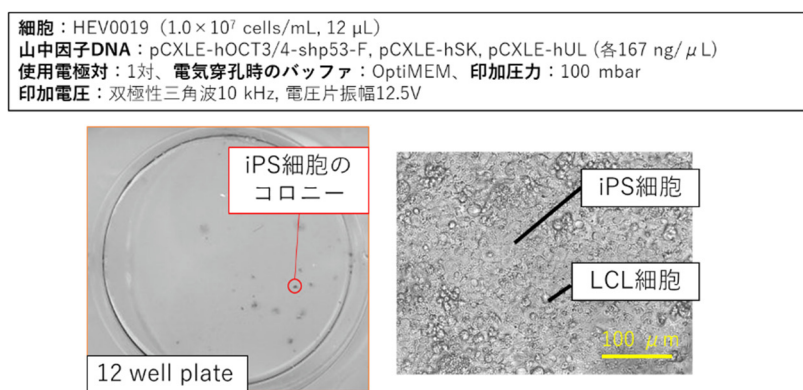 細胞：HEV0019（1.0×10⁷ cells/mL, 12 μL）
山中因子DNA：pCXLE-hOCT3/4-shp53-F, pCXLE-hSK, pCXLE-hUL (各167 ng/μL)
使用電極対：1対、電気穿孔時のバッファ：OptiMEM、印加圧力：100 mbar
印加電圧：双極性三角波10 kHz, 電圧片振幅12.5V
iPS細胞の
コロニー
12 well plate
iPS細胞
LCL細胞
100 μm